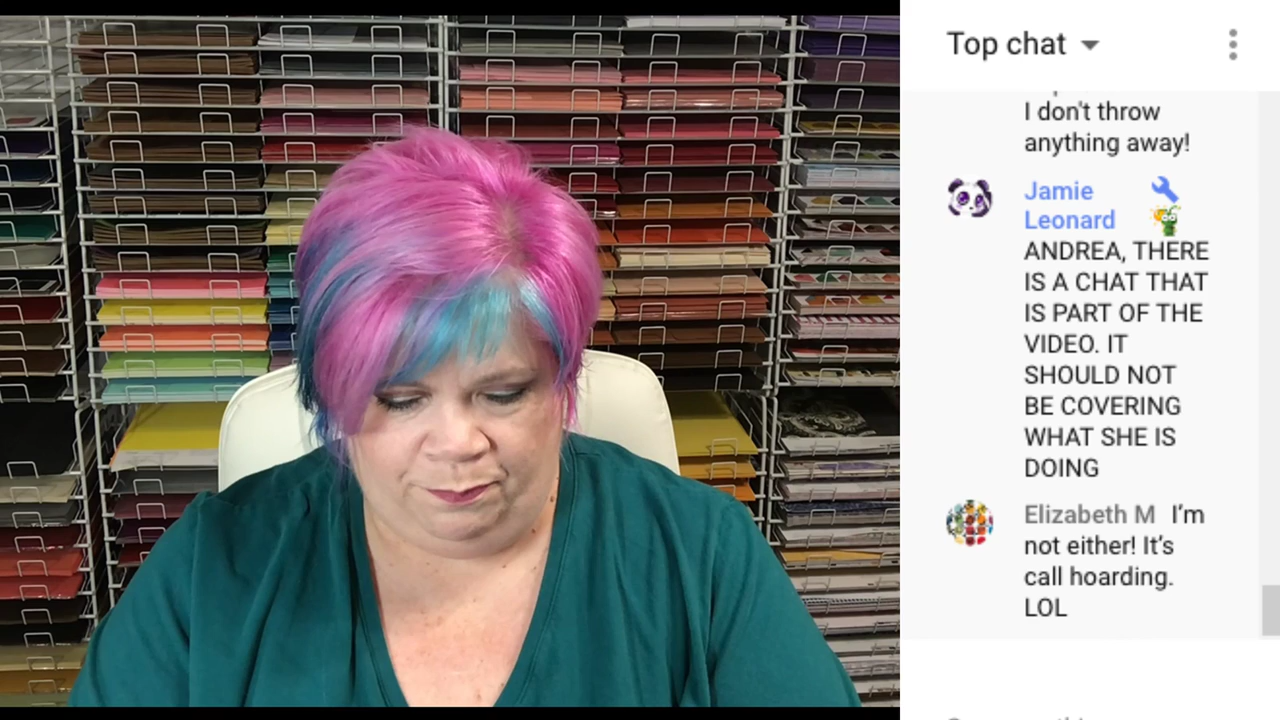 Top chat
I don't throw
anything away!
Jamie
Leonard
ANDREA, THERE
IS A CHAT THAT
IS PART OF THE
VIDEO. IT
SHOULD NOT
BE COVERING
WHAT SHE IS
DOING
Elizabeth M I'm
not either! It's
call hoarding.
LOL